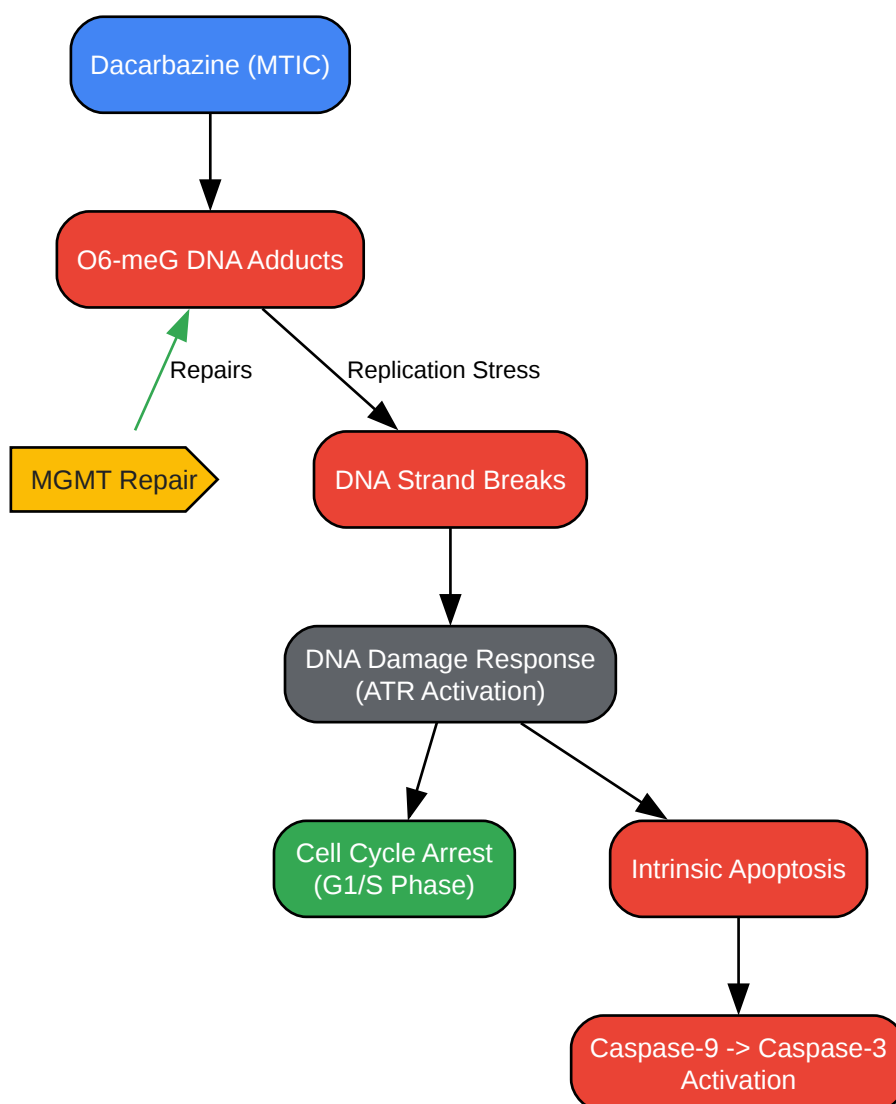 Dacarbazine (MTIC)
O6-meG DNA Adducts
Repairs
Replication Stress
MGMT Repair
DNA Strand Breaks
DNA Damage Response
(ATR Activation)
Cell Cycle Arrest
(G1/S Phase)
Intrinsic Apoptosis
Caspase-9 -> Caspase-3
Activation